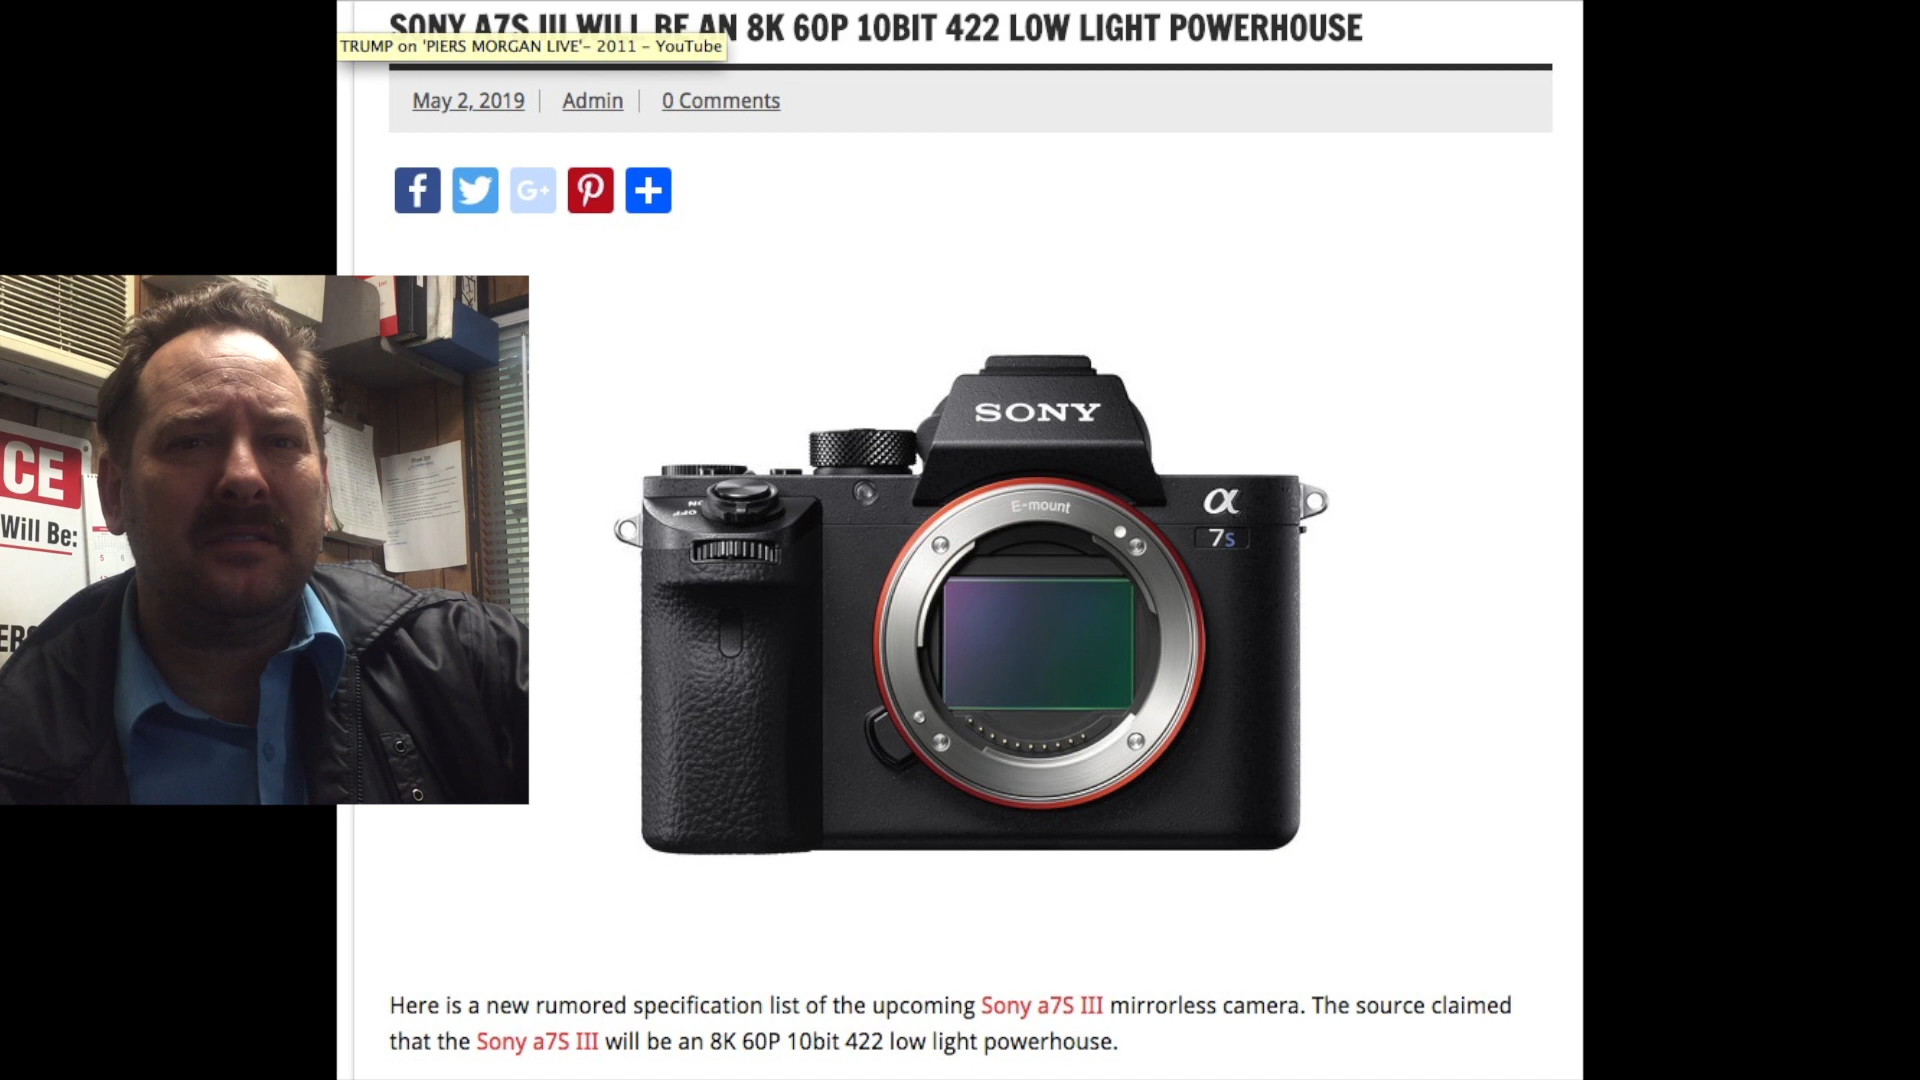 SONY A7S III WILL BE AN 8K 60P 10BIT 422 LOW LIGHT POWERHOUSE
TRUMP on 'PIERS MORGAN LIVE'- 2011 - YouTube
May 2, 2019
Admin
0 Comments
G+
CE
Will Be:
5 6
SONY
E-mount
α
7s
Here is a new rumored specification list of the upcoming Sony a7S III mirrorless camera. The source claimed
that the Sony a7S III will be an 8K 60P 10bit 422 low light powerhouse.